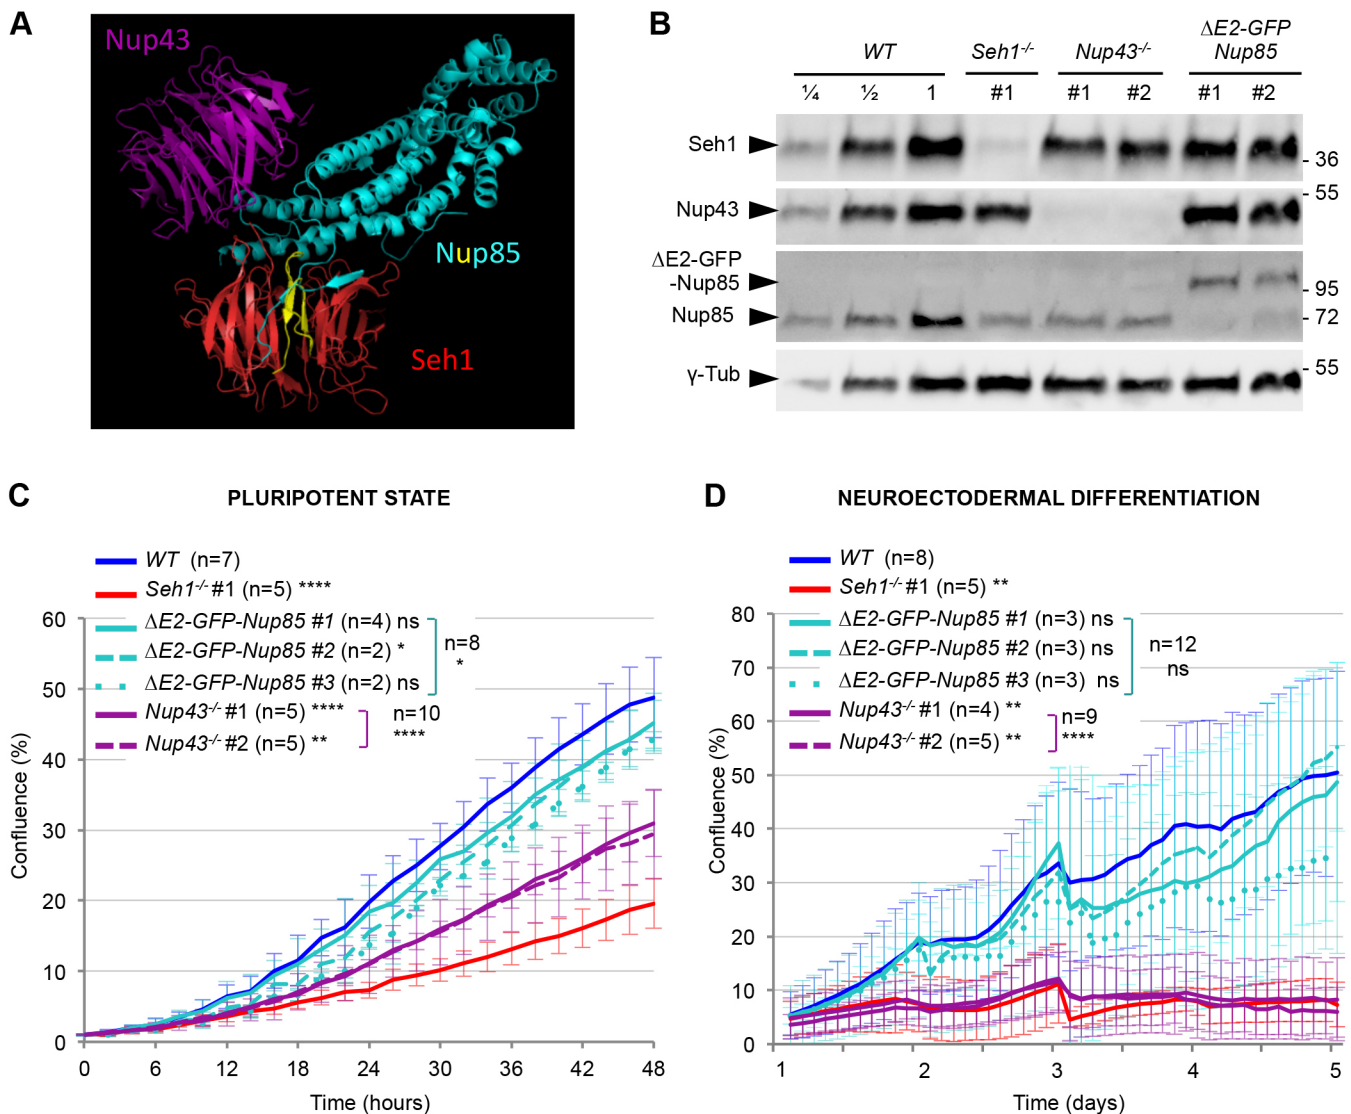 A
Nup43
Nup85
Seh1
B
WT
Seh1-/-
Nup43-/-
ΔE2-GFP
Nup85
¼ ½ 1 #1 #1 #2 #1 #2
Seh1
36
55
Nup43
ΔE2-GFP
-Nup85
95
Nup85
72
γ-Tub
55
C
PLURIPOTENT STATE
WT (n=7)
Seh1-/- #1 (n=5) ****
ΔE2-GFP-Nup85 #1 (n=4) ns
ΔE2-GFP-Nup85 #2 (n=2) *
ΔE2-GFP-Nup85 #3 (n=2) ns
n=8
*
Nup43-/- #1 (n=5) ****
Nup43-/- #2 (n=5) **
n=10
****
Confluence (%)
60
50
40
30
20
10
0
0 6 12 18 24 30 36 42 48
Time (hours)
D
NEUROECTODERMAL DIFFERENTIATION
WT (n=8)
Seh1-/- #1 (n=5) **
ΔE2-GFP-Nup85 #1 (n=3) ns
ΔE2-GFP-Nup85 #2 (n=3) ns
ΔE2-GFP-Nup85 #3 (n=3) ns
n=12
ns
Nup43-/- #1 (n=4) **
Nup43-/- #2 (n=5) **
n=9
****
Confluence (%)
80
70
60
50
40
30
20
10
0
1 2 3 4 5
Time (days)